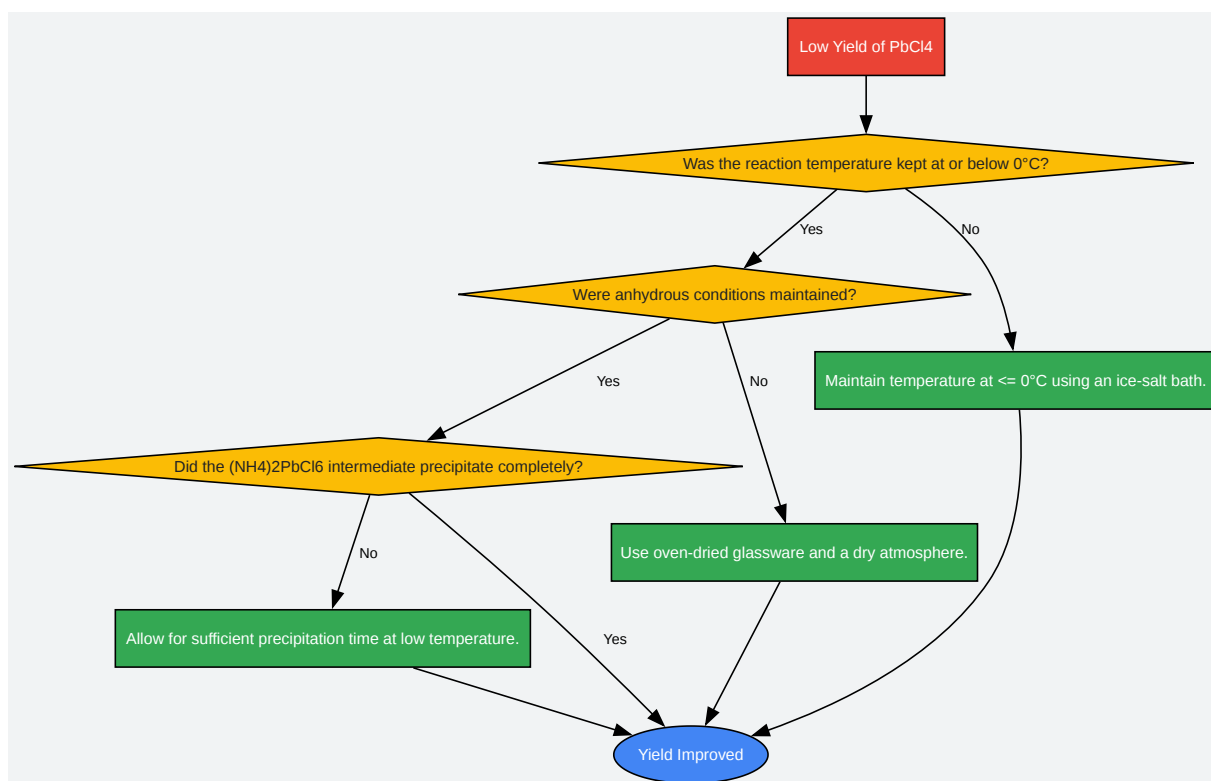 Low Yield of PbCl4
Was the reaction temperature kept at or below 0°C?
Yes
No
Were anhydrous conditions maintained?
Yes
No
Maintain temperature at <= 0°C using an ice-salt bath.
Did the (NH4)2PbCl6 intermediate precipitate completely?
No
Use oven-dried glassware and a dry atmosphere.
Allow for sufficient precipitation time at low temperature.
Yes
Yield Improved